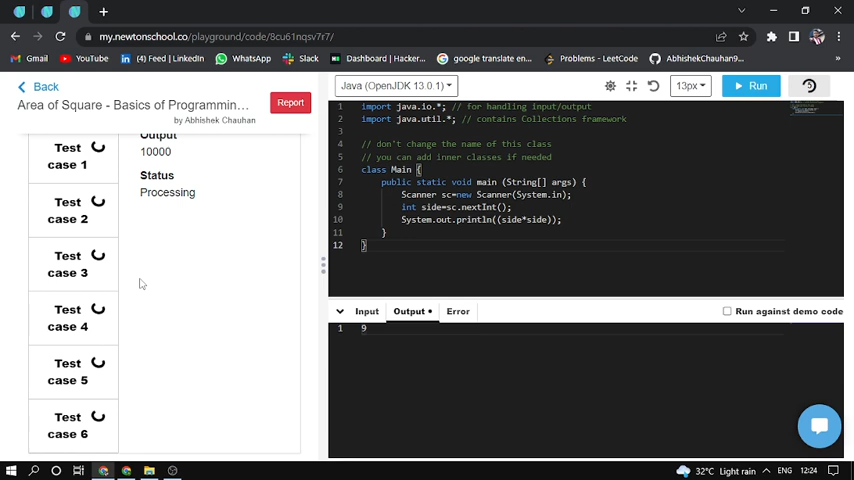 my.newtonschool.co/playground/code/8cu61nqsv7r7/
Gmail
YouTube
(4) Feed | LinkedIn
WhatsApp
Slack
Dashboard | Hacker...
google translate en...
Problems - LeetCode
AbhishekChauhan9...
»
Back
Area of Square - Basics of Programmin...
by Abhishek Chauhan
Report
Output
10000
Status
Processing
Test
case 1
Test
case 2
Test
case 3
Test
case 4
Test
case 5
Test
case 6
Java (OpenJDK 13.0.1)
13px
Run
1 import java.io.*; // for handling input/output
2 import java.util.*; // contains Collections framework
3
4 // don't change the name of this class
5 // you can add inner classes if needed
6 class Main {
7 public static void main (String[] args) {
8 Scanner sc=new Scanner(System.in);
9 int side=sc.nextInt();
10 System.out.println((side*side));
11 }
12 }
Input
Output •
Error
Run against demo code
1 9
32°C Light rain
ENG
12:24